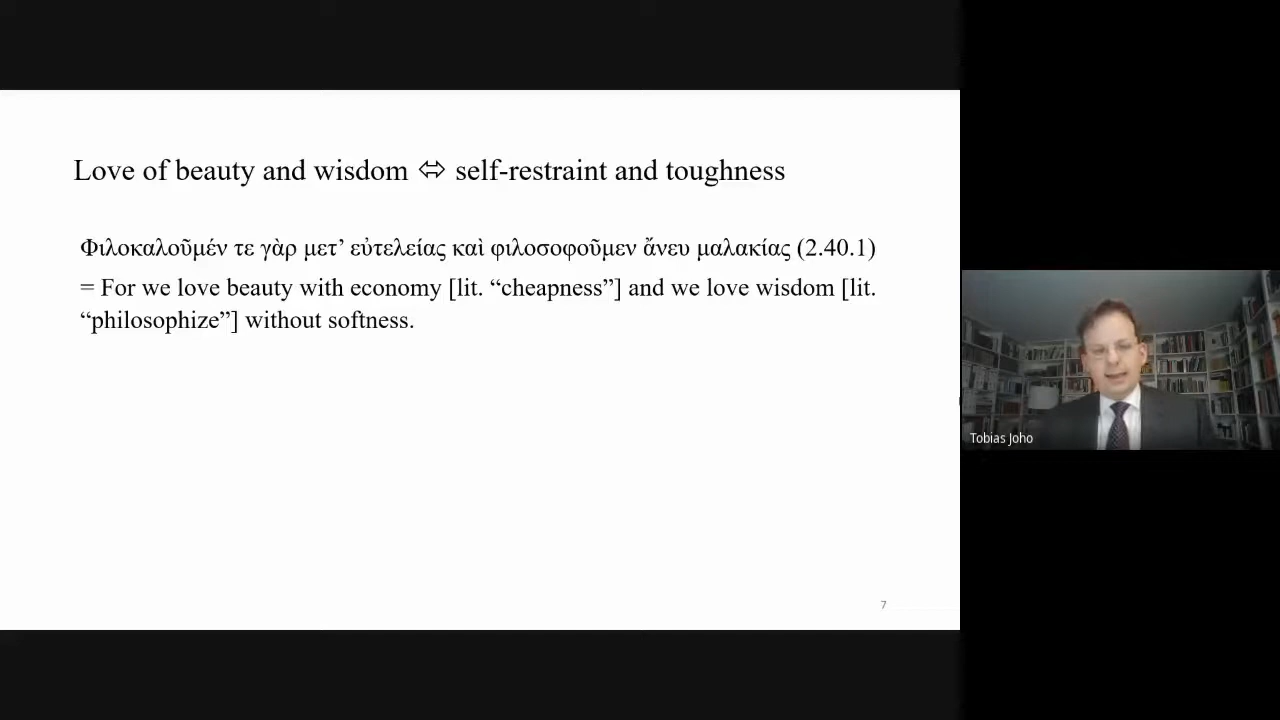 Love of beauty and wisdom ⬄ self-restraint and toughness
Φιλοκαλοῦμέν τε γὰρ μετ’ εὐτελείας καὶ φιλοσοφοῦμεν ἄνευ μαλακίας (2.40.1)
= For we love beauty with economy [lit. “cheapness”] and we love wisdom [lit.
“philosophize”] without softness.
7
Tobias Joho